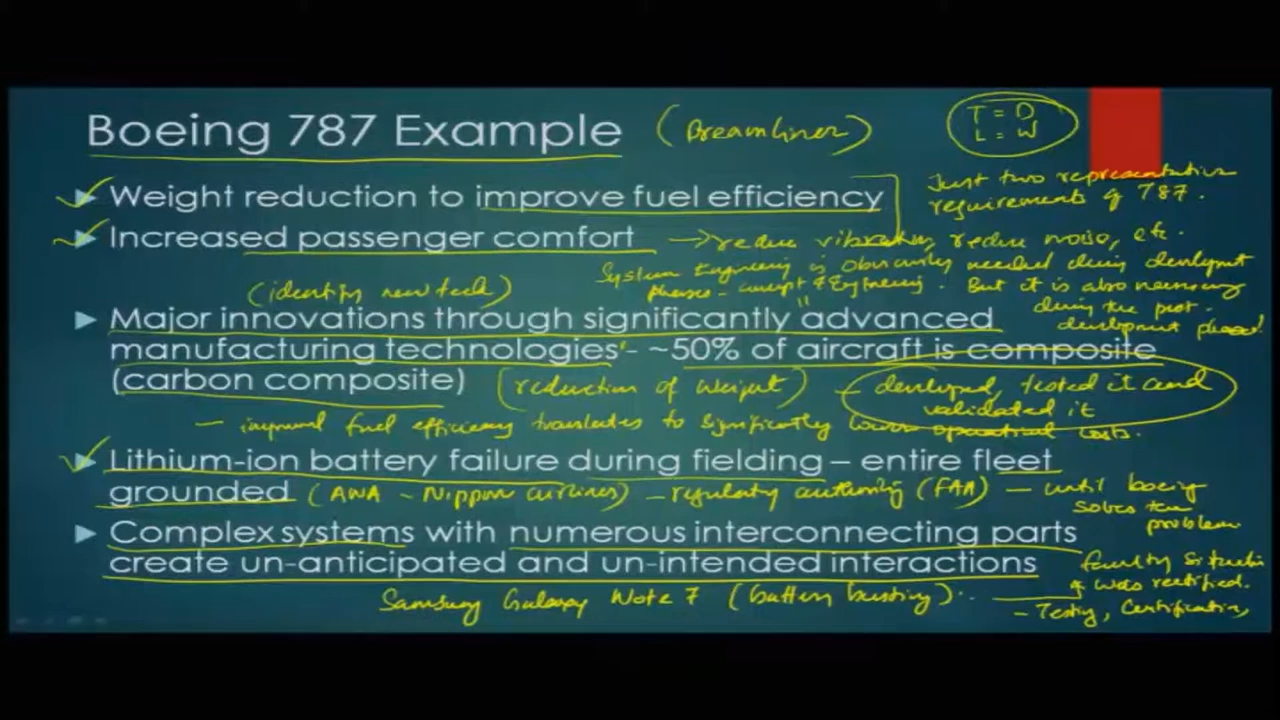 Boeing 787 Example (Dreamliner)
T = D
L = W
Weight reduction to improve fuel efficiency
Just two representative
requirements of 787.
Increased passenger comfort → reduce vibration, reduce noise, etc.
System Engineering is obviously needed during development
phases - concept & Engineering. But it is also necessary
during the post-
development phases!
(identify new tech)
Major innovations through significantly "advanced
manufacturing technologies" - ~50% of aircraft is composite
(carbon composite) (reduction of weight) - developed, tested it and
validated it
- improved fuel efficiency translates to significantly lower operational costs.
Lithium-ion battery failure during fielding – entire fleet
grounded (ANA - Nippon airlines) - regulatory authority (FAA) - until boeing
solves the
problem.
Complex systems with numerous interconnecting parts
create un-anticipated and un-intended interactions
faulty situation
& was rectified.
Samsung Galaxy Note 7 (battery bursting)..
- Testing, Certification,